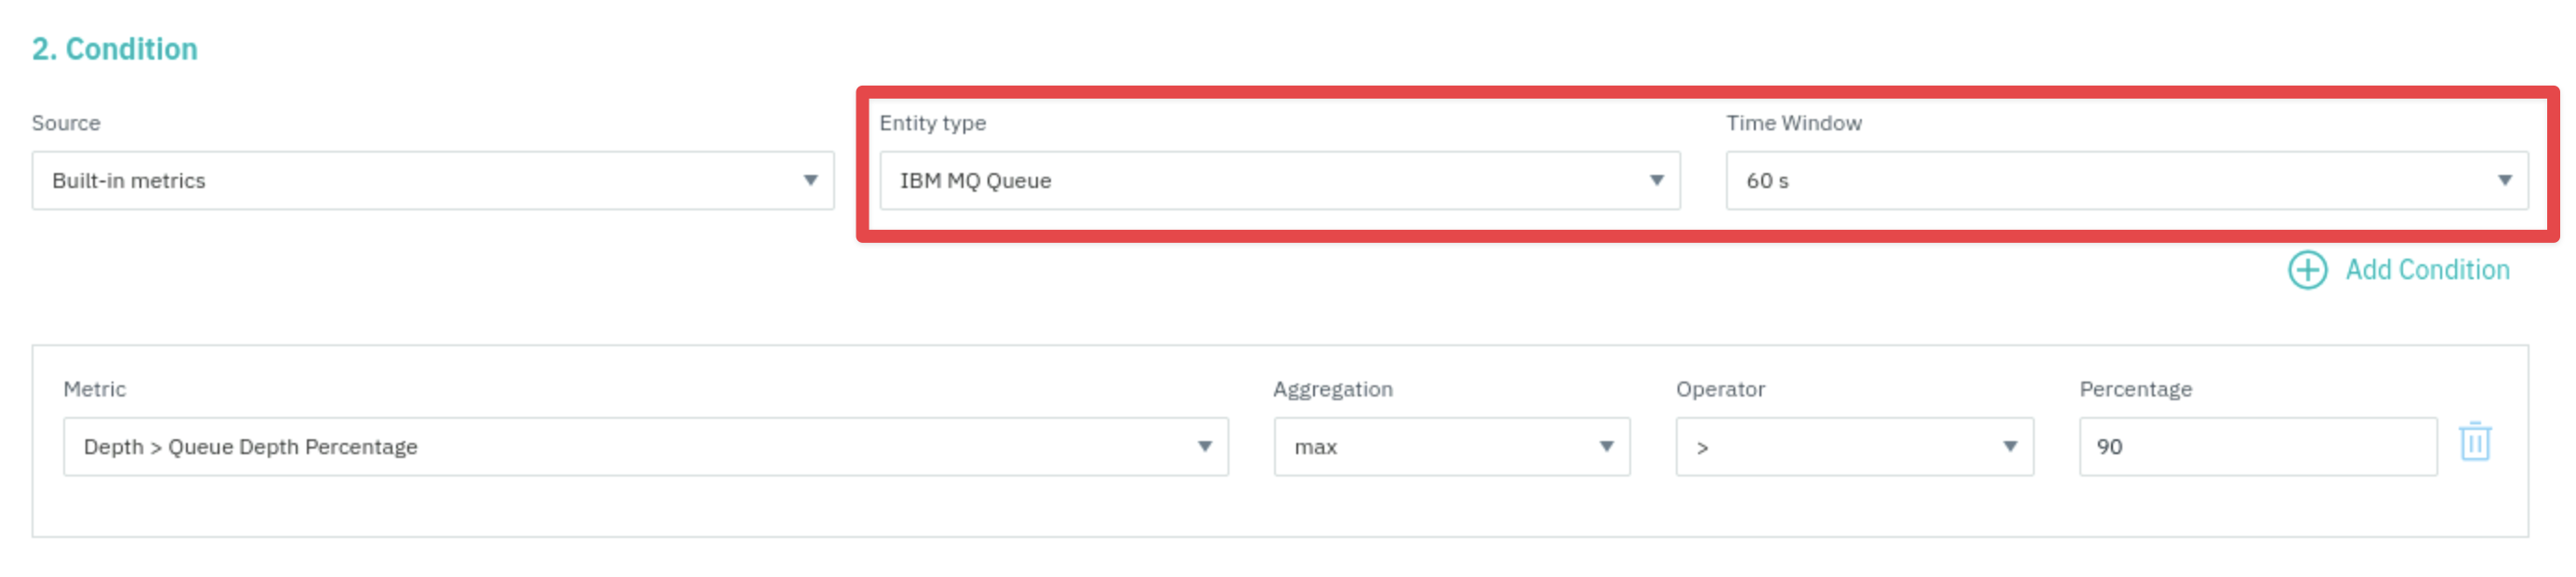 2. Condition
Source
Entity type
Time Window
Built-in metrics
IBM MQ Queue
60 s
Add Condition
Metric
Aggregation
Operator
Percentage
Depth > Queue Depth Percentage
max
>
90